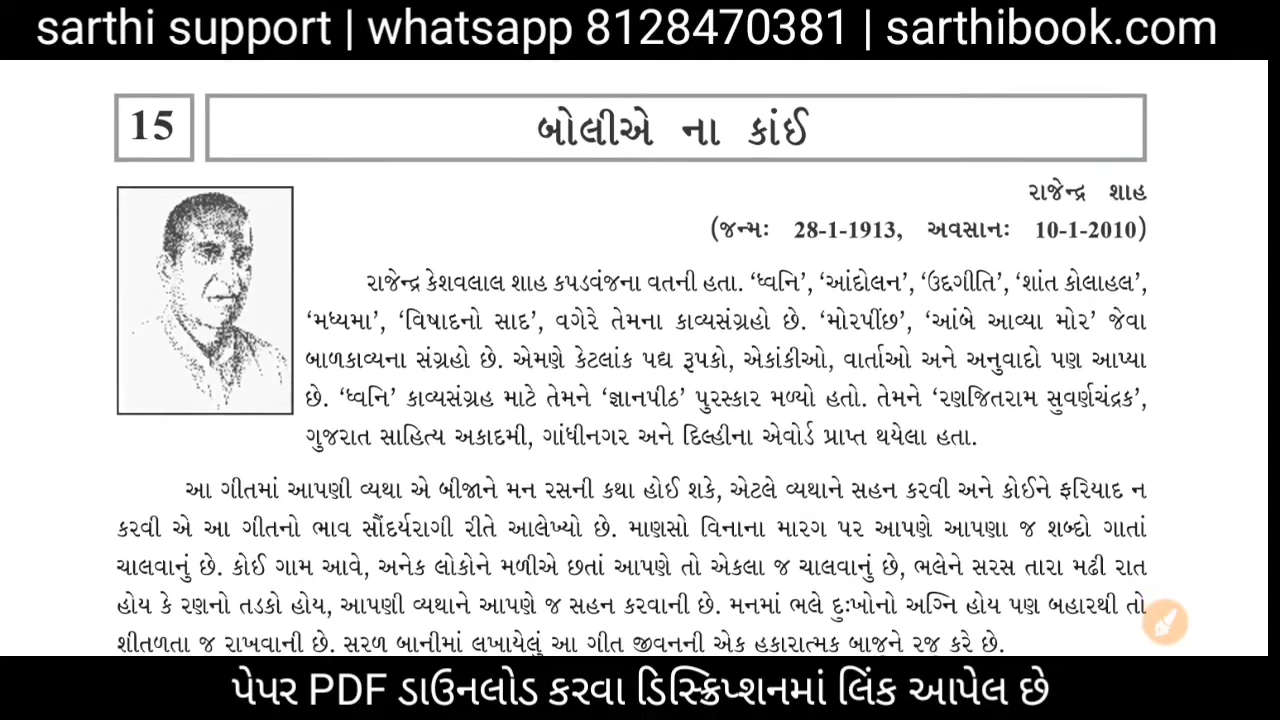 sarthi support | whatsapp 8128470381 | sarthibook.com
15
બોલીએ ના કાંઈ
રાજેન્દ્ર શાહ
(જન્મઃ 28-1-1913, અવસાનઃ 10-1-2010)
રાજેન્દ્ર કેશવલાલ શાહ કપડવંજના વતની હતા. ‘ધ્વનિ’, ‘આંદોલન’, ‘ઉદ્દગીતિ’, ‘શાંત કોલાહલ’,
‘મધ્યમા’, ‘વિષાદનો સાદ’, વગેરે તેમના કાવ્યસંગ્રહો છે. ‘મોરપીંછ’, ‘આંબે આવ્યા મોર’ જેવા
બાળકાવ્યના સંગ્રહો છે. એમણે કેટલાંક પદ્ય રૂપકો, એકાંકીઓ, વાર્તાઓ અને અનુવાદો પણ આપ્યા
છે. ‘ધ્વનિ’ કાવ્યસંગ્રહ માટે તેમને ‘જ્ઞાનપીઠ’ પુરસ્કાર મળ્યો હતો. તેમને ‘રણજિતરામ સુવર્ણચંદ્રક’,
ગુજરાત સાહિત્ય અકાદમી, ગાંધીનગર અને દિલ્હીના એવોર્ડ પ્રાપ્ત થયેલા હતા.
આ ગીતમાં આપણી વ્યથા એ બીજાને મન રસની કથા હોઈ શકે, એટલે વ્યથાને સહન કરવી અને કોઈને ફરિયાદ ન
કરવી એ આ ગીતનો ભાવ સૌંદર્યરાગી રીતે આલેખ્યો છે. માણસો વિનાના મારગ પર આપણે આપણા જ શબ્દો ગાતાં
ચાલવાનું છે. કોઈ ગામ આવે, અનેક લોકોને મળીએ છતાં આપણે તો એકલા જ ચાલવાનું છે, ભલેને સરસ તારા મઢી રાત
હોય કે રણનો તડકો હોય, આપણી વ્યથાને આપણે જ સહન કરવાની છે. મનમાં ભલે દુઃખોનો અગ્નિ હોય પણ બહારથી તો
શીતળતા જ રાખવાની છે. સરળ બાનીમાં લખાયેલું આ ગીત જીવનની એક હકારાત્મક બાજુને રજૂ કરે છે.
પેપર PDF ડાઉનલોડ કરવા ડિસ્ક્રિપ્શનમાં લિંક આપેલ છે